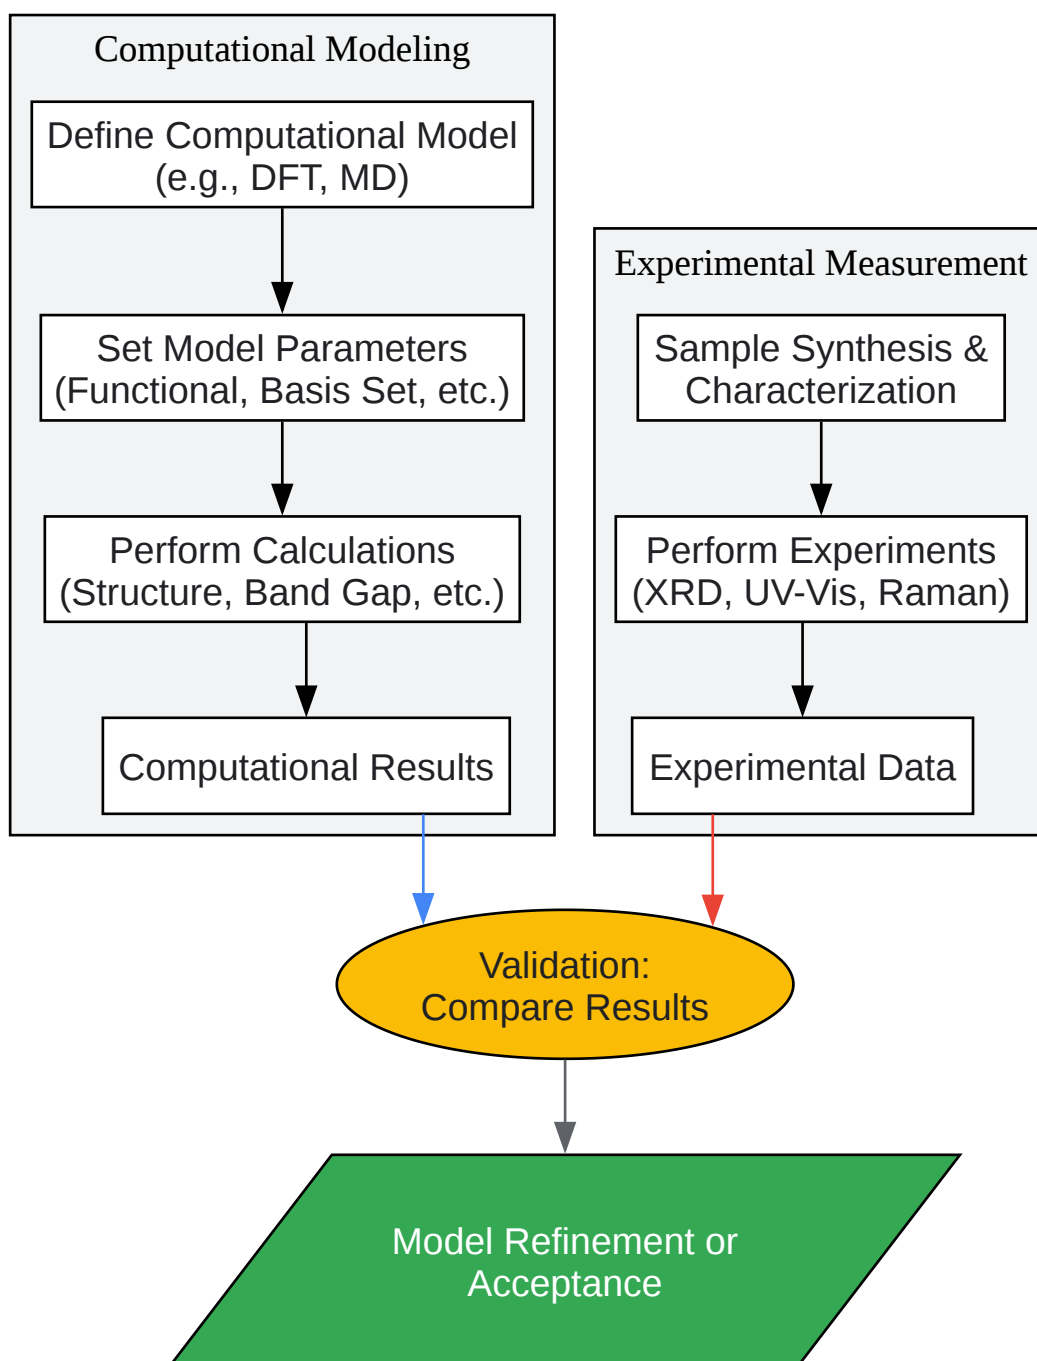 Computational Modeling
Define Computational Model
(e.g., DFT, MD)
Set Model Parameters
(Functional, Basis Set, etc.)
Perform Calculations
(Structure, Band Gap, etc.)
Computational Results
Experimental Measurement
Sample Synthesis &
Characterization
Perform Experiments
(XRD, UV-Vis, Raman)
Experimental Data
Validation:
Compare Results
Model Refinement or
Acceptance